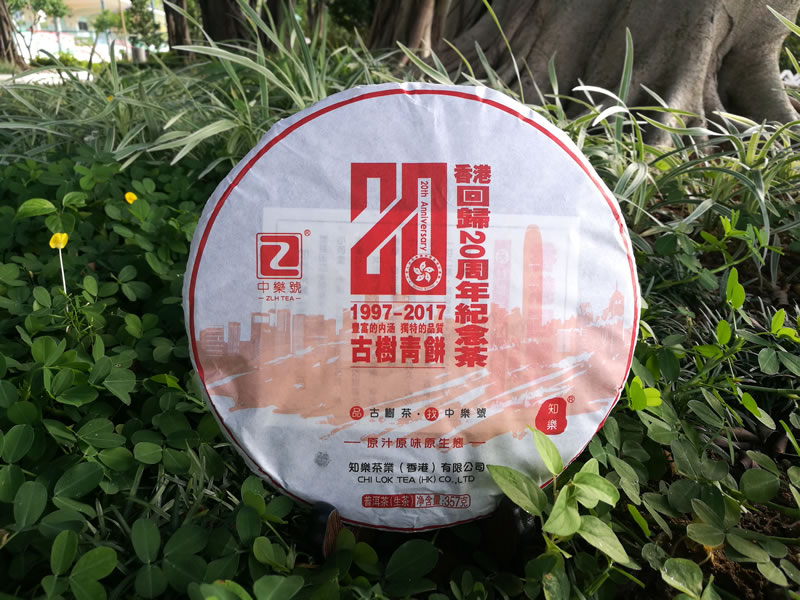 香港回歸20周年紀念茶
20
20th Anniversary
中樂號
®
ZLH TEA
1997-2017
豐富的内涵 獨特的品質
古樹青餅
品古樹茶·找中樂號
知樂
®
原汁原味原生態
知樂茶業(香港)有限公司
CHI LOK TEA (HK) CO.,LTD
普洱茶(生茶) 净含量:357克